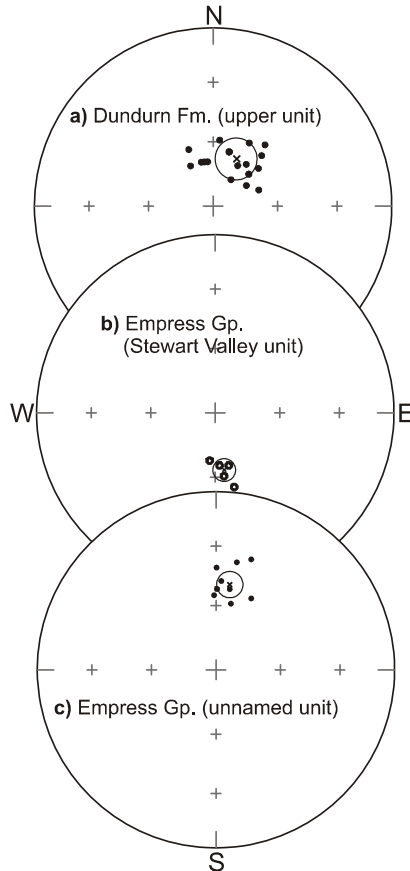 N
a) Dundurn Fm. (upper unit)
b) Empress Gp.
(Stewart Valley unit)
W E
c) Empress Gp. (unnamed unit)
S